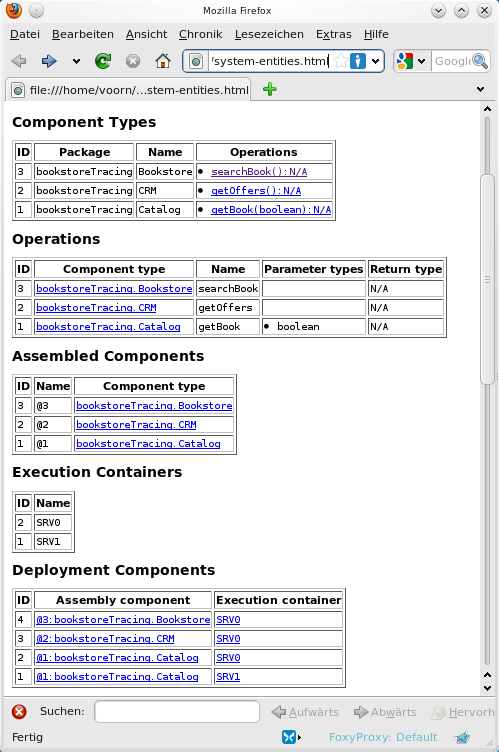 Mozilla Firefox
Datei Bearbeiten Ansicht Chronik Lesezeichen Extras Hilfe
/system-entities.html Google
file:///home/voorn/...stem-entities.html
Component Types
ID Package Name Operations
3 bookstoreTracing Bookstore • searchBook():N/A
2 bookstoreTracing CRM • getOffers():N/A
1 bookstoreTracing Catalog • getBook(boolean):N/A
Operations
ID Component type Name Parameter types Return type
3 bookstoreTracing.Bookstore searchBook N/A
2 bookstoreTracing.CRM getOffers N/A
1 bookstoreTracing.Catalog getBook • boolean N/A
Assembled Components
ID Name Component type
3 @3 bookstoreTracing.Bookstore
2 @2 bookstoreTracing.CRM
1 @1 bookstoreTracing.Catalog
Execution Containers
ID Name
2 SRV0
1 SRV1
Deployment Components
ID Assembly component Execution container
4 @3:bookstoreTracing.Bookstore SRV0
3 @2:bookstoreTracing.CRM SRV0
2 @1:bookstoreTracing.Catalog SRV0
1 @1:bookstoreTracing.Catalog SRV1
Suchen: Aufwärts Abwärts Hervorh
Fertig FoxyProxy: Default